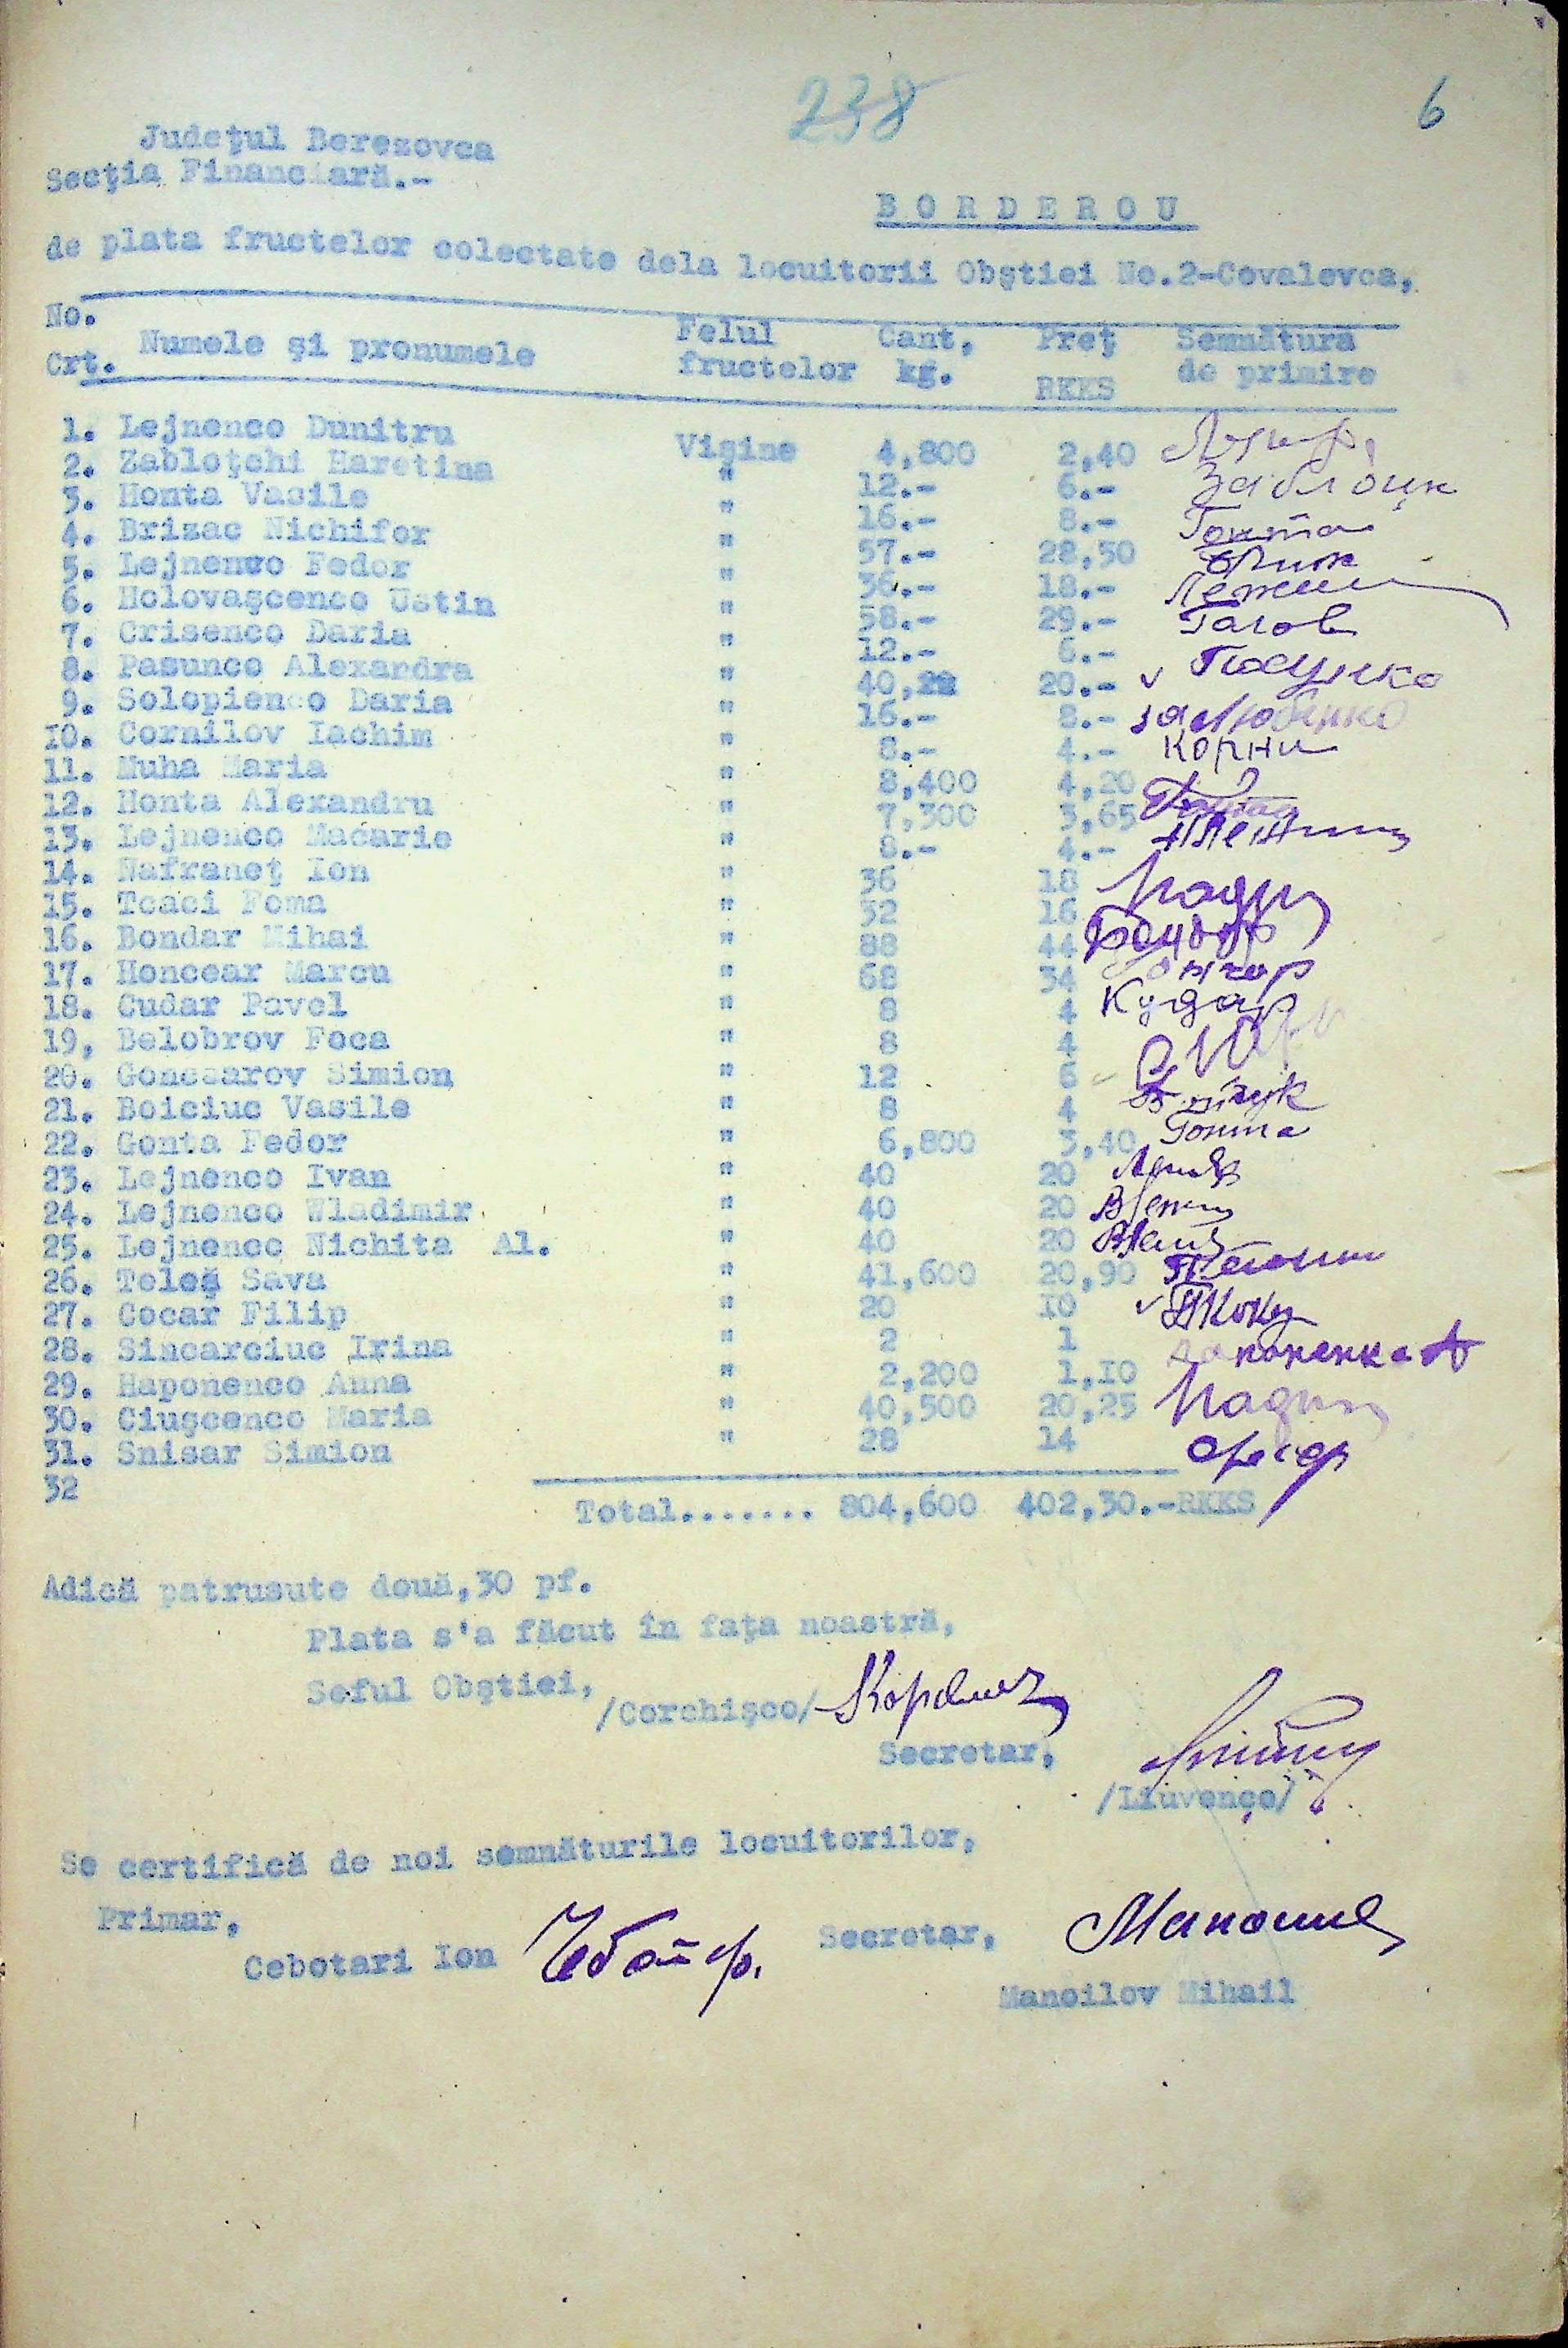 238
6
Judeţul Berezovca
Secţia Financiară.-
BORDEROU
de plata fructelor colectate dela locuitorii Obştiei No.2-Covalevca,
No. Crt. Numele şi pronumele Felul fructelor Cant, kg. Preţ RKKS Semnătura de primire
1. Lejnenco Dunitru Vişine 4,800 2,40
2. Zabloţchi Haretina " 12.- 6.- Заблоцк
3. Honta Vasile " 16.- 8.- Гонта
4. Brizac Nichifor " 57.- 28,50
5. Lejnenco Fedor " 36.- 18.-
6. Holovaşcenco Ustin " 58.- 29.- Голов
7. Crisenco Daria " 12.- 6.-
8. Pasunco Alexandra " 40, 20.- Пасунко
9. Solopienco Daria " 16.- 8.- за Любенко
10. Cornilov Iachim " 8.- 4.- Корни
11. Muha Maria " 8,400 4,20
12. Honta Alexandru " 7,300 3,65
13. Lejnenco Macarie " 8.- 4.-
14. Nafraneţ Ion " 36 18
15. Tcaci Foma " 32 16
16. Bondar Mihai " 88 44 Бондар
17. Honcear Marcu " 68 34
18. Cudar Pavel " 8 4 Кудар
19, Belobrov Foca " 8 4
20. Goncearov Simion " 12 6
21. Boiciuc Vasile " 8 4
22. Gonta Fedor " 6,800 3,40 Гонта
23. Lejnenco Ivan " 40 20
24. Lejnenco Wladimir " 40 20
25. Lejnenco Nichita Al. " 40 20
26. Teleş Sava " 41,600 20,90
27. Cocar Filip " 20 10
28. Sincarciuc Irina " 2 1
29. Haponenco Anna " 2,200 1,10
30. Ciuşcenco Maria " 40,500 20,25
31. Snisar Simion " 28 14
32
Total....... 804,600 402,30.-RKKS
Adică patrusute două,30 pf.
Plata s'a făcut în faţa noastră,
Seful Obştiei,
/Corchişco/
Secretar,
/Liuvenco/
Se certifică de noi semnăturile locuitorilor,
Primar,
Cebotari Ion
Secretar,
Manoilov Mihail